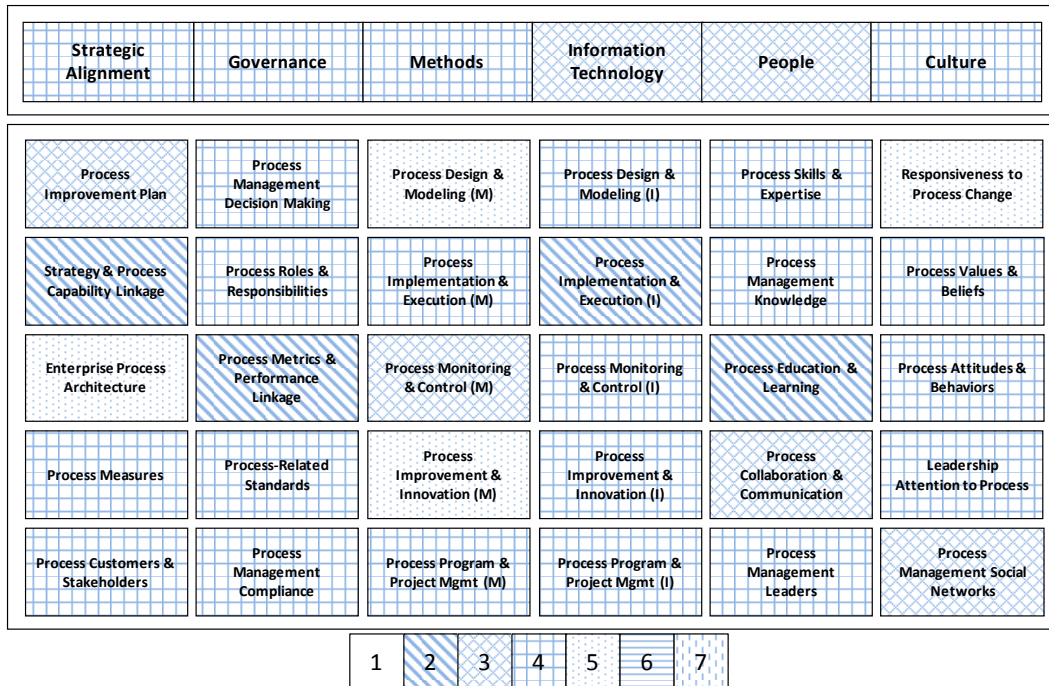 Strategic
Alignment
Governance
Methods
Information
Technology
People
Culture
Process
Improvement Plan
Process
Management
Decision Making
Process Design &
Modeling (M)
Process Design &
Modeling (I)
Process Skills &
Expertise
Responsiveness to
Process Change
Strategy & Process
Capability Linkage
Process Roles &
Responsibilities
Process
Implementation &
Execution (M)
Process
Implementation &
Execution (I)
Process
Management
Knowledge
Process Values &
Beliefs
Enterprise Process
Architecture
Process Metrics &
Performance
Linkage
Process Monitoring
& Control (M)
Process Monitoring
& Control (I)
Process Education &
Learning
Process Attitudes &
Behaviors
Process Measures
Process-Related
Standards
Process
Improvement &
Innovation (M)
Process
Improvement &
Innovation (I)
Process
Collaboration &
Communication
Leadership
Attention to Process
Process Customers &
Stakeholders
Process
Management
Compliance
Process Program &
Project Mgmt (M)
Process Program &
Project Mgmt (I)
Process
Management
Leaders
Process
Management Social
Networks
1 2 3 4 5 6 7